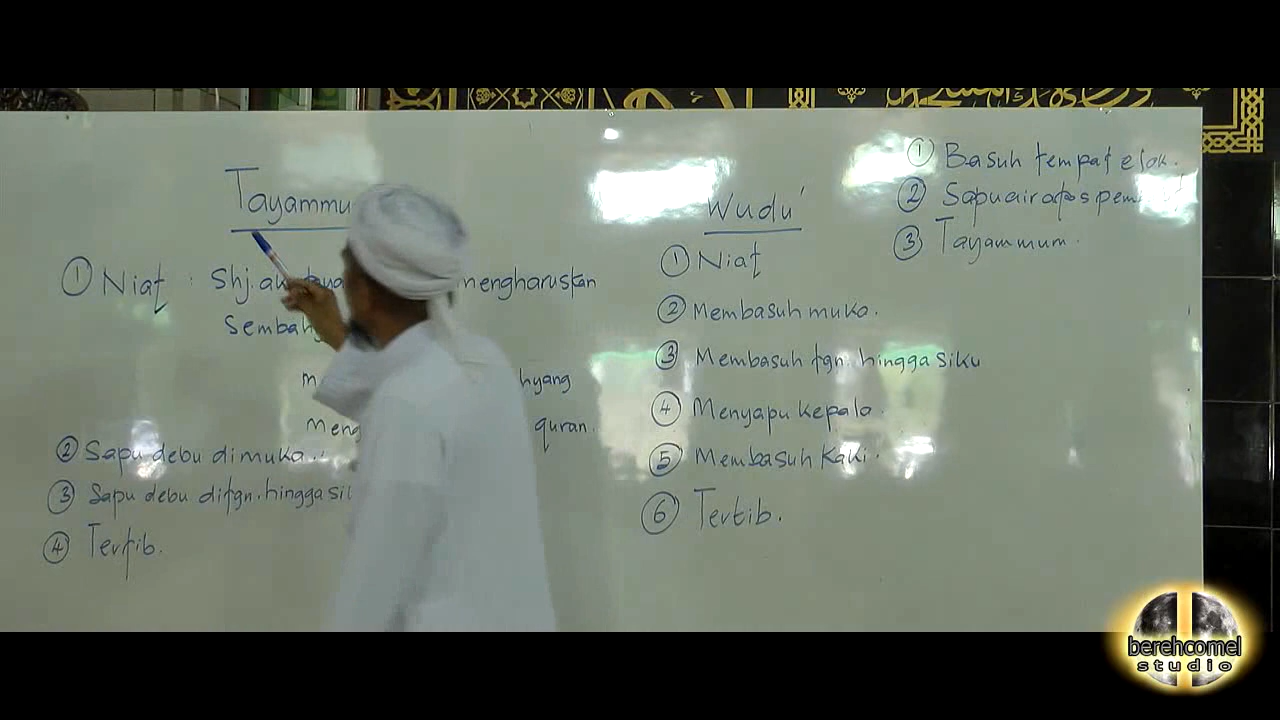 Tayammu
① Niat : Shj. mengharuskan
Sembah
hyang
meng quran.
② Sapu debu di muka.
③ Sapu debu di tgn. hingga sik
④ Tertib.
Wudu'
① Niat
② Membasuh muka.
③ Membasuh tgn. hingga siku
④ Menyapu kepala.
⑤ Membasuh kaki.
⑥ Tertib.
① Basuh tempat elok.
② Sapu air atas pem
③ Tayammum.
berehcomel
studio